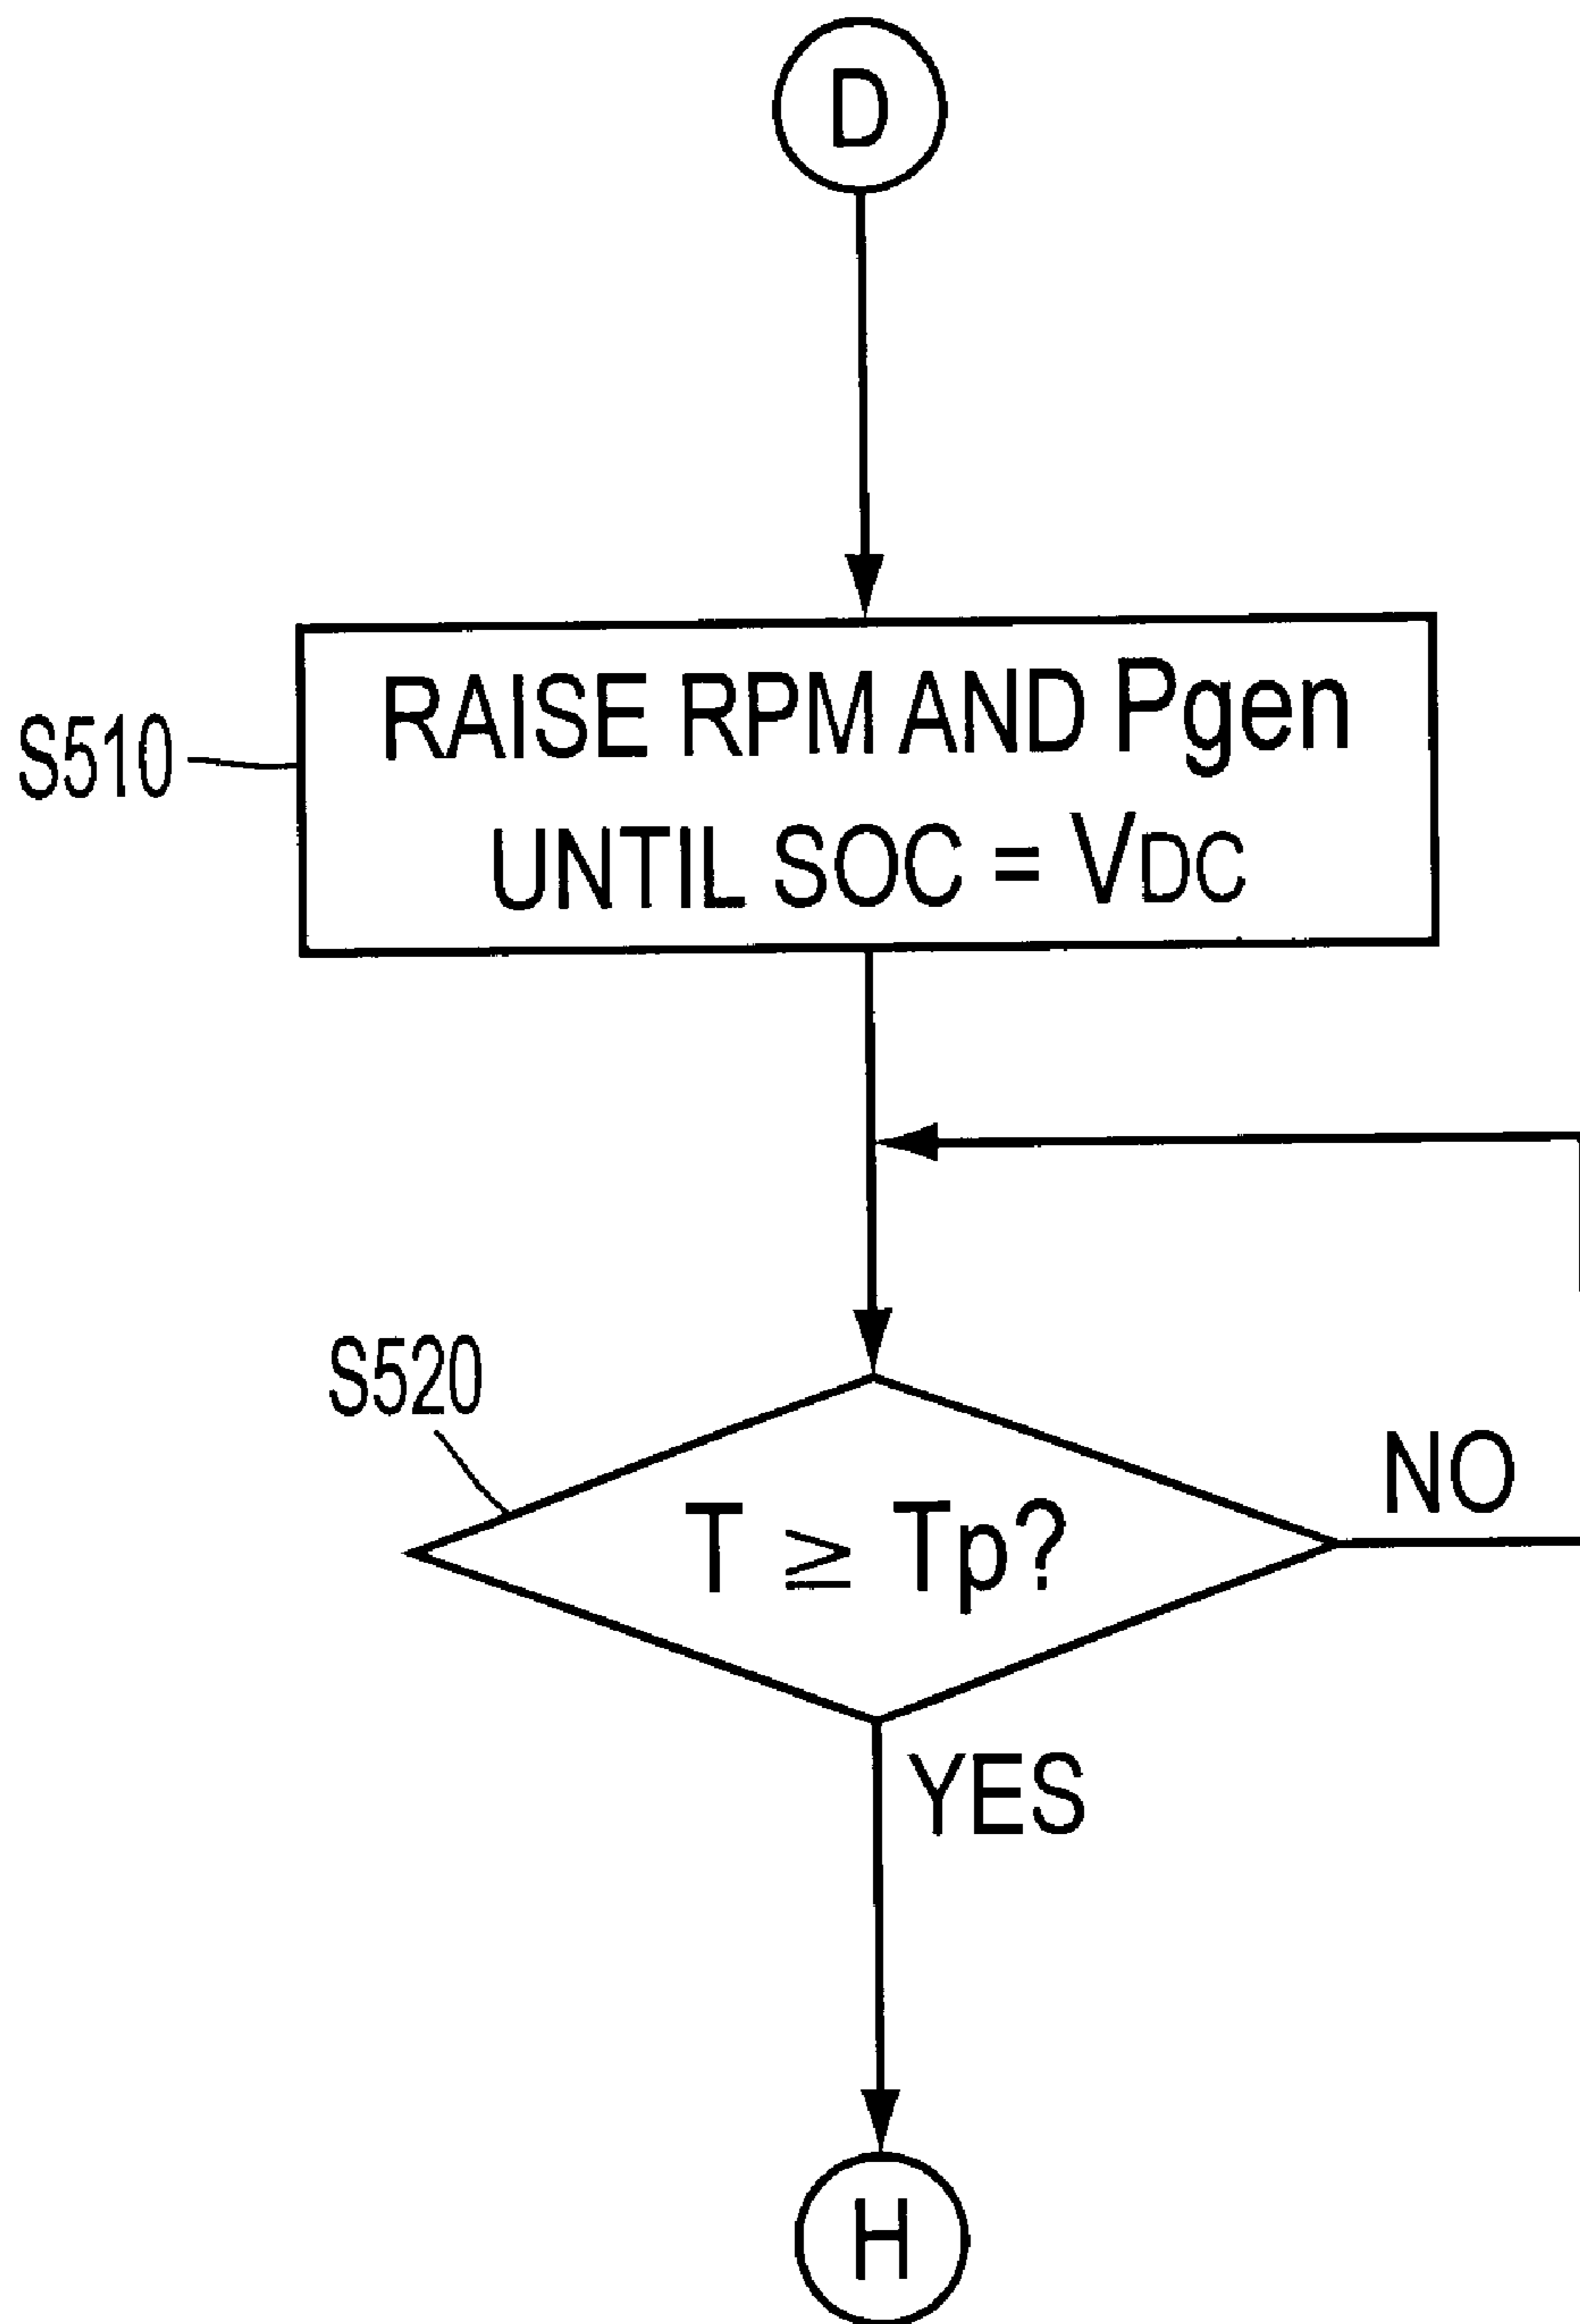 D
RAISE RPM AND Pgen
S510
UNTIL SOC = VDC
S520
NO
T ≧ Tp?
YES
H